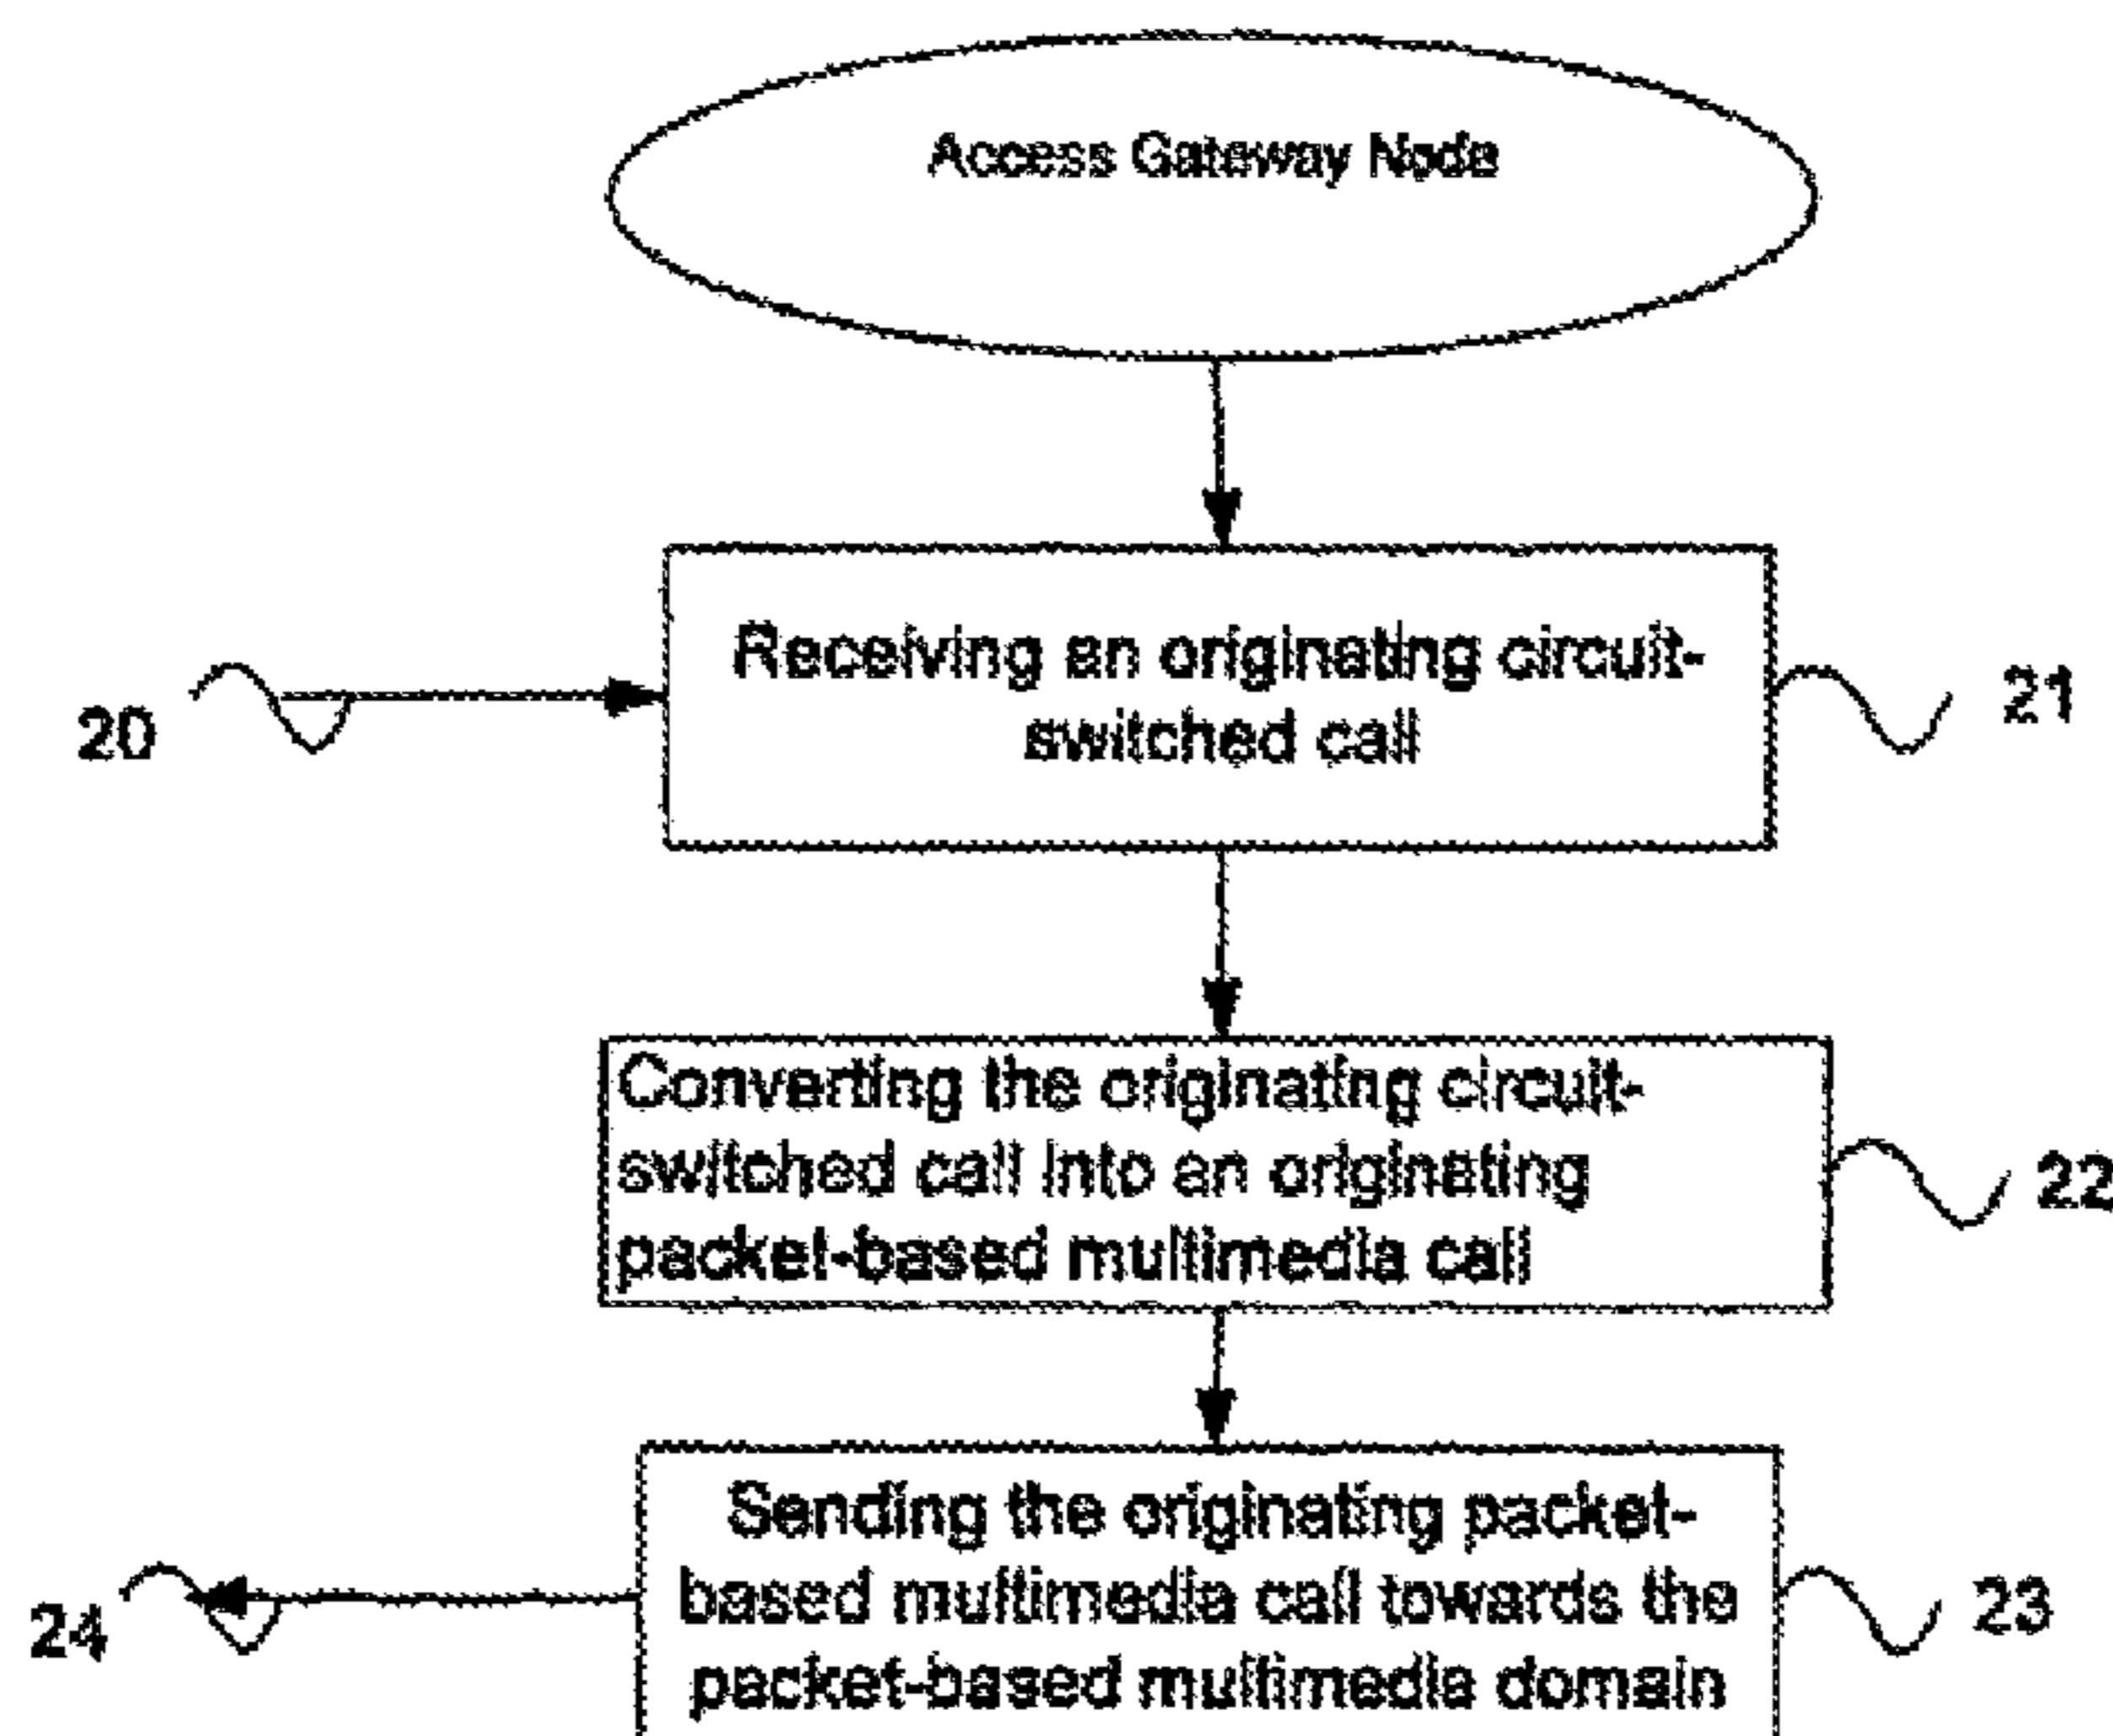 Access Gateway Node
Receiving an originating circuit-
switched call
20
21
Converting the originating circuit-
switched call into an originating
packet-based multimedia call
22
Sending the originating packet-
based multimedia call towards the
packet-based multimedia domain
24
23